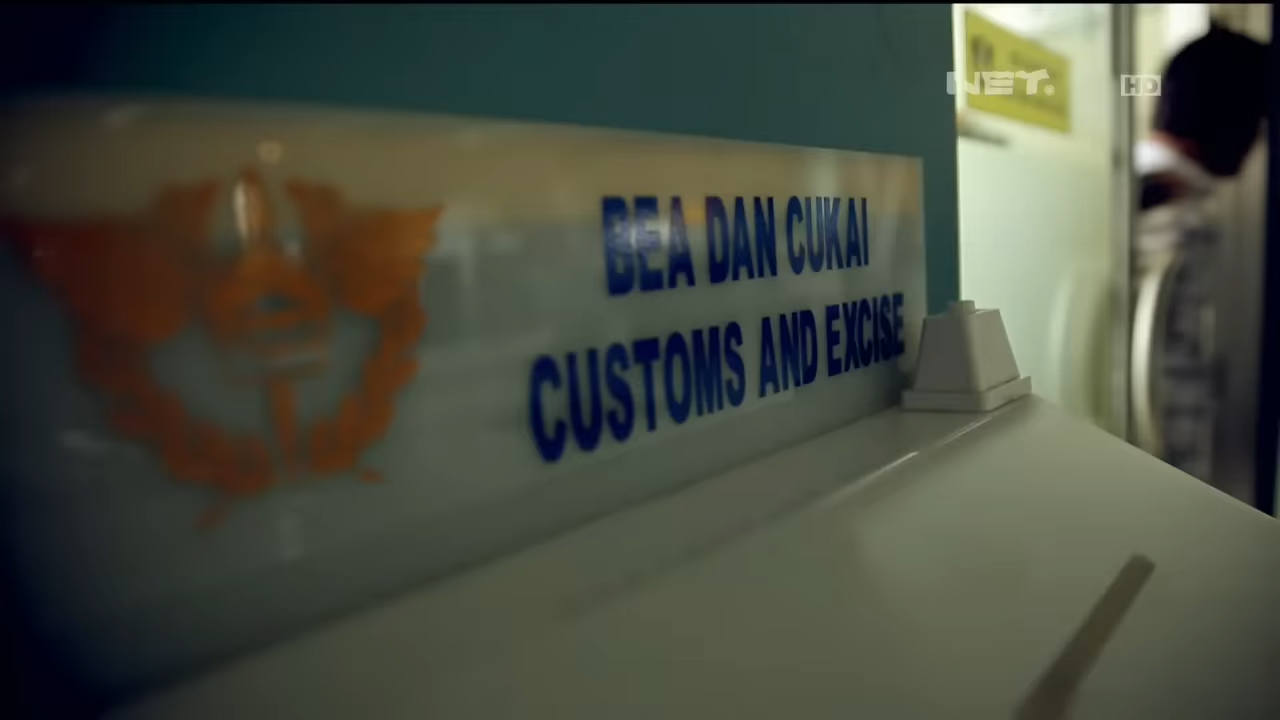 NET.
HD
BEA DAN CUKAI
CUSTOMS AND EXCISE